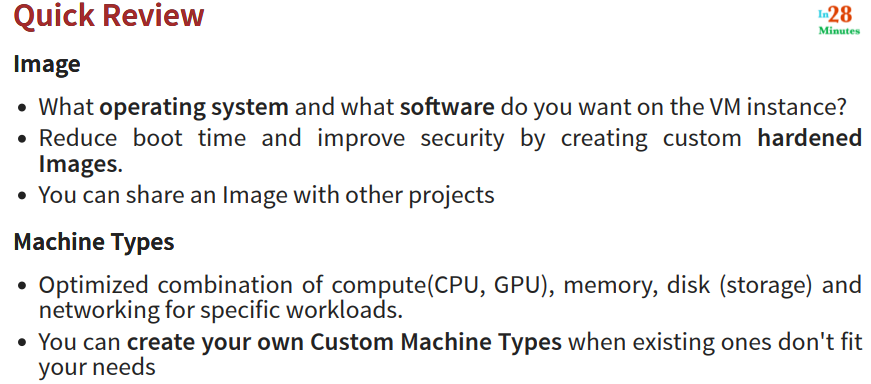 Quick Review
In28
Minutes
Image
• What operating system and what software do you want on the VM instance?
• Reduce boot time and improve security by creating custom hardened
Images.
• You can share an Image with other projects
Machine Types
• Optimized combination of compute(CPU, GPU), memory, disk (storage) and
networking for specific workloads.
• You can create your own Custom Machine Types when existing ones don't fit
your needs